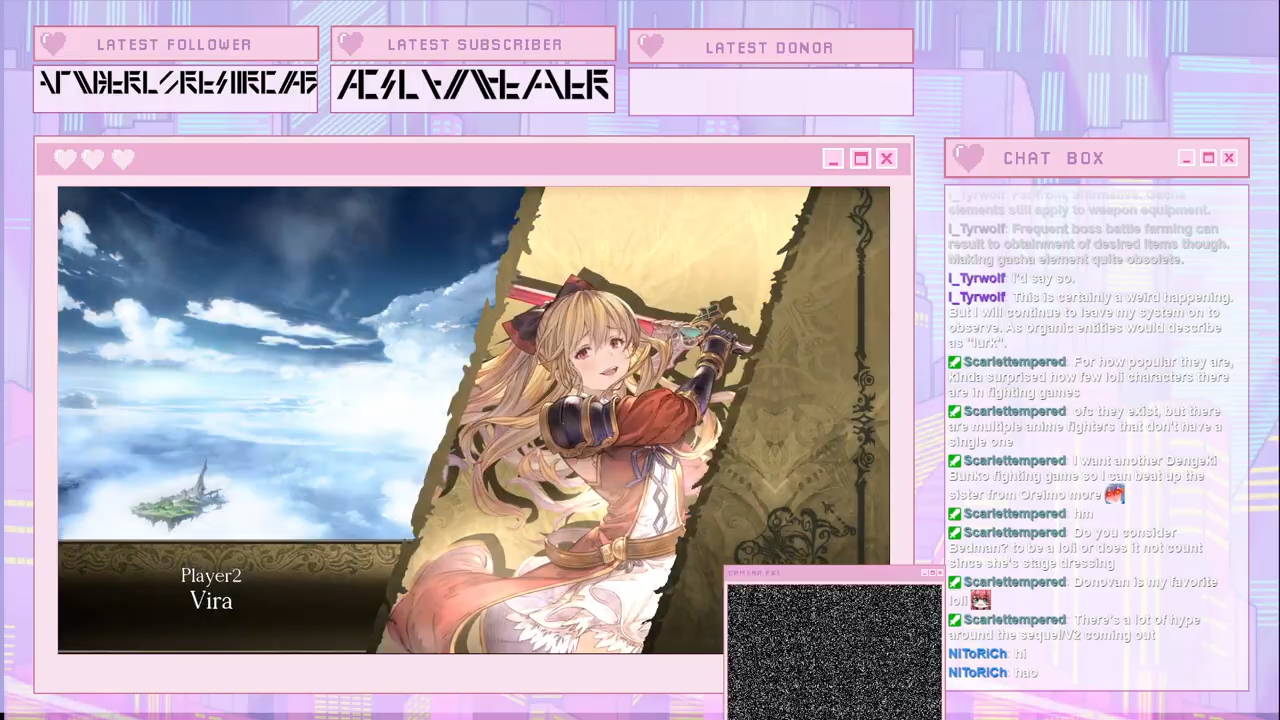 LATEST FOLLOWER
LATEST SUBSCRIBER
LATEST DONOR
CHAT BOX
elements still apply to weapon equipment.
I_Tyrwolf: Frequent boss battle farming can
result to obtainment of desired items though.
Making gacha element quite obsolete.
I_Tyrwolf: I'd say so.
I_Tyrwolf: This is certainly a weird happening.
But I will continue to leave my system on to
observe. As organic entities would describe
as "lurk".
Scarlettempered: For how popular they are,
kinda surprised how few loli characters there
are in fighting games
Scarlettempered: ofc they exist, but there
are multiple anime fighters that don't have a
single one
Scarlettempered: I want another Dengeki
Bunko fighting game so I can beat up the
sister from Oreimo more
Scarlettempered: hm
Scarlettempered: Do you consider
Bedman? to be a loli or does it not count
since she's stage dressing
Scarlettempered: Donovan is my favorite
loli
Scarlettempered: There's a lot of hype
around the sequel/V2 coming out
NiToRiCh: hi
NiToRiCh: hao
Player2
Vira
CAMERA.EXE